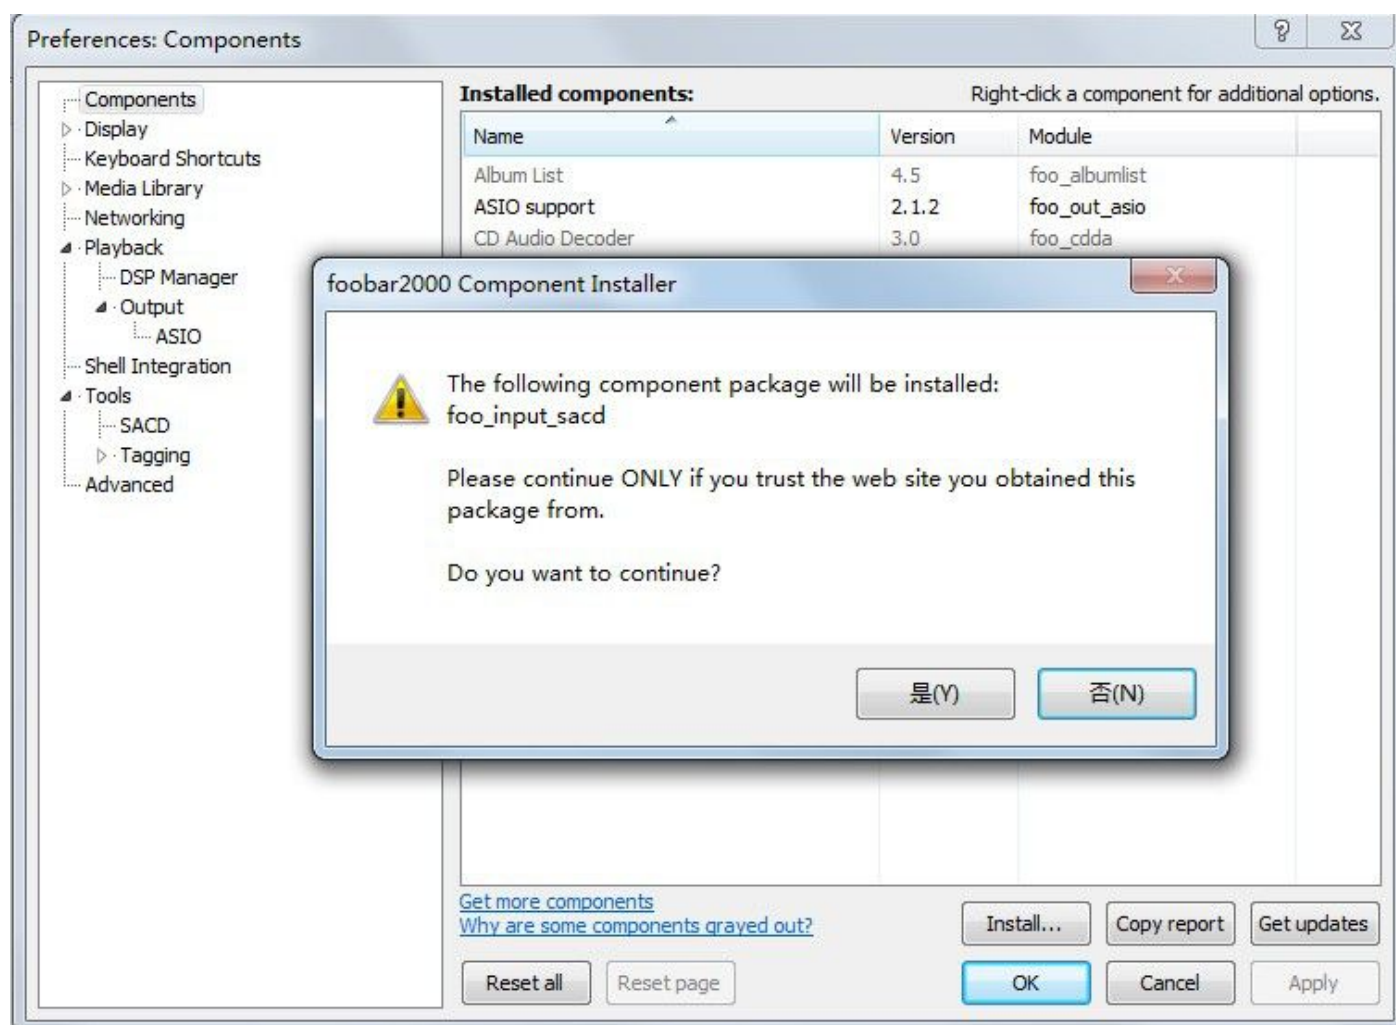 Preferences: Components
Components
Display
Keyboard Shortcuts
Media Library
Networking
Playback
DSP Manager
Output
ASIO
Shell Integration
Tools
SACD
Tagging
Advanced
Installed components: Right-click a component for additional options.
Name Version Module
Album List 4.5 foo_albumlist
ASIO support 2.1.2 foo_out_asio
CD Audio Decoder 3.0 foo_cdda
foobar2000 Component Installer
The following component package will be installed:
foo_input_sacd
Please continue ONLY if you trust the web site you obtained this
package from.
Do you want to continue?
是(Y) 否(N)
Get more components
Why are some components grayed out?
Install... Copy report Get updates
Reset all Reset page OK Cancel Apply